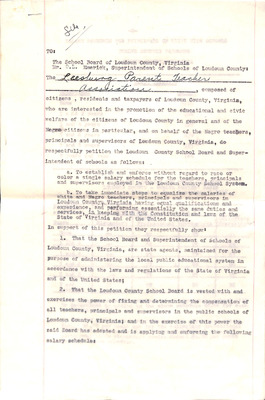 TO:
The School Board of Loudoun County, Virginia
Mr. O.L. Emerick, Superintendent of Schools of Loudoun County:
The Leesburg Parents Teacher
Association, composed of
citizens, residents and taxpayers of Loudoun County, Virginia,
who are interested in the promotion of the educational and civic
welfare of the citizens of Loudoun County in general and of the
Negro citizens in particular, and on behalf of the Negro teachers,
principals and supervisors of Loudoun County, Virginia, do
respectfully petition the Loudoun County School Board and Super-
intendent of schools as follows:
a. To establish and enforce without regard to race or
color a single salary schedule for the teachers, principals
and supervisors employed in the Loudoun County School System.
b. To take immediate steps to equalize the salaries of
white and Negro teachers, principals and supervisors in
Loudoun County, Virginia having equal qualifications and
experience, and performing essentially the same duties and
services, in keeping with the Constitution and laws of the
State of Virginia and of the United States.
In support of this petition they respectfully show:
1. That the School Board and Superintendent of Schools of
Loudoun County, Virginia, are state agents, maintained for the
purpose of administering the local public educational system in
accordance with the laws and regulations of the State of Virginia
and of the United States;
2. That the Loudoun County School Board is vested with and
exercises the power of fixing and determining the compensation of
all teachers, principals and supervisors in the public schools of
Loudoun County, Virginia; and in the exercise of this power the
said Board has adopted and is applying and enforcing the following
salary schedule: